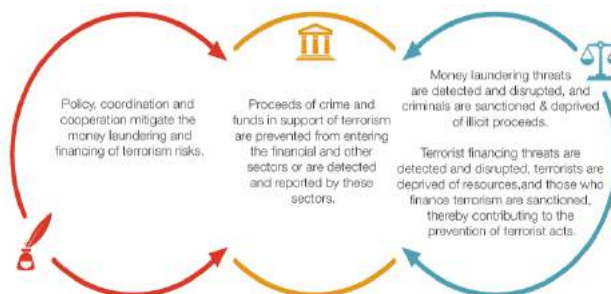 Policy, coordination and
cooperation mitigate the
money laundering and
financing of terrorism risks.
Proceeds of crime and
funds in support of terrorism
are prevented from entering
the financial and other
sectors or are detected
and reported by these
sectors.
Money laundering threats
are detected and disrupted, and
criminals are sanctioned & deprived
of illicit proceeds.
Terrorist financing threats are
detected and disrupted, terrorists are
deprived of resources,and those who
finance terrorism are sanctioned,
thereby contributing to the
prevention of terrorist acts.